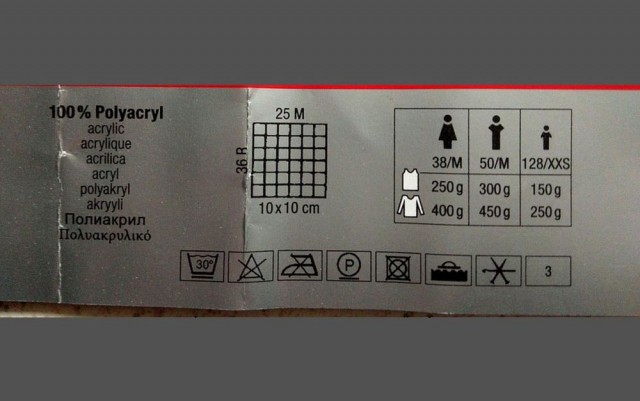 100% Polyacryl
acrylic
acrylique
acrilica
acryl
polyakryl
akryyli
Полиакрил
Πολυακρυλικό
25 M
36 R
10x10 cm
38/M 50/M 128/XXS
250 g 300 g 150 g
400 g 450 g 250 g
30° P 3